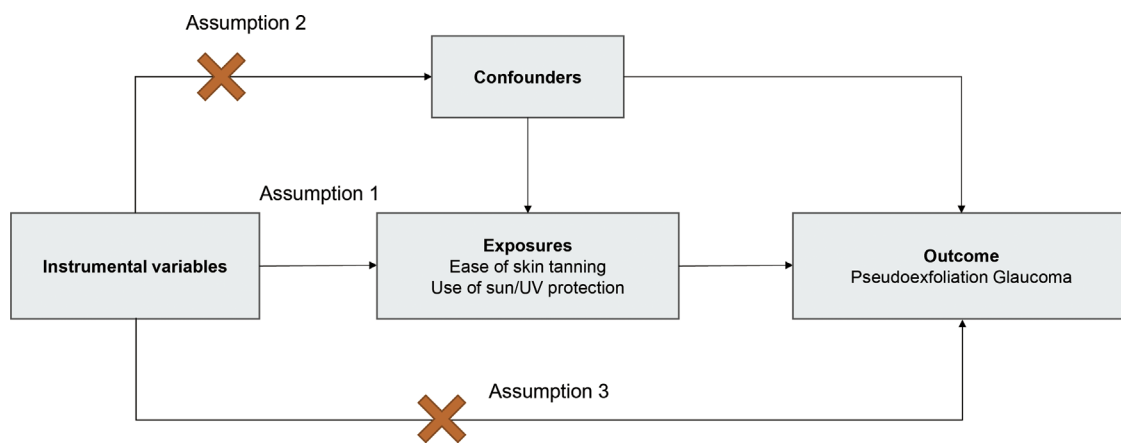 Assumption 2
Confounders
Assumption 1
Instrumental variables
Exposures
Ease of skin tanning
Use of sun/UV protection
Outcome
Pseudoexfoliation Glaucoma
Assumption 3